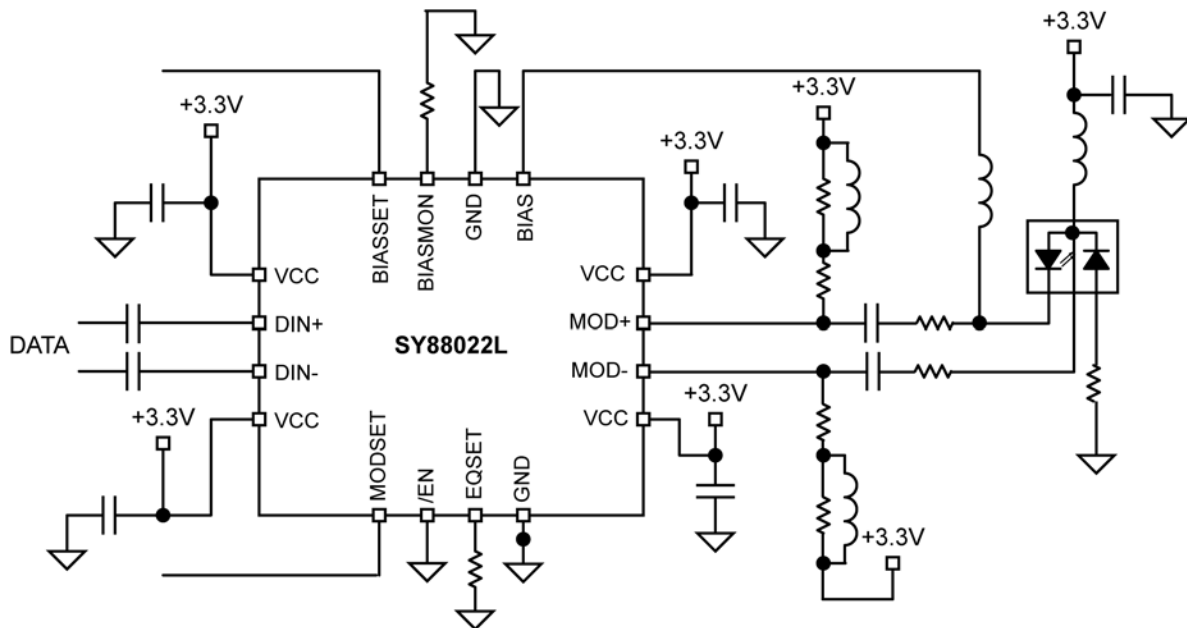 +3.3V
+3.3V
+3.3V
+3.3V
BIASSET
BIASMON
GND
BIAS
VCC
VCC
DIN+
MOD+
DATA
SY88022L
DIN-
MOD-
VCC
VCC
+3.3V
+3.3V
MODSET
/EN
EQSET
GND
+3.3V